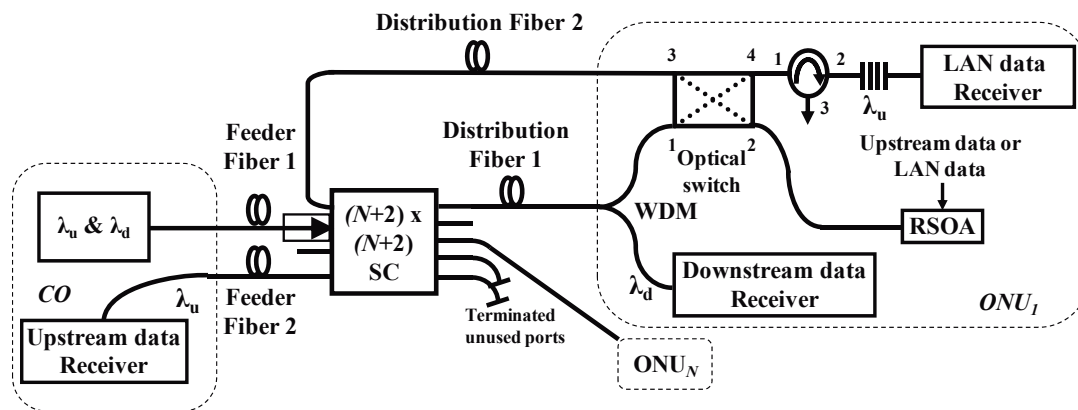 Distribution Fiber 2
3
4
1
2
3
λu
LAN data
Receiver
Feeder
Fiber 1
Distribution
Fiber 1
1
2
Optical
switch
Upstream data or
LAN data
RSOA
WDM
λu & λd
(N+2) x
(N+2)
SC
λd
Downstream data
Receiver
ONU1
CO
λu
Feeder
Fiber 2
Upstream data
Receiver
Terminated
unused ports
ONUN